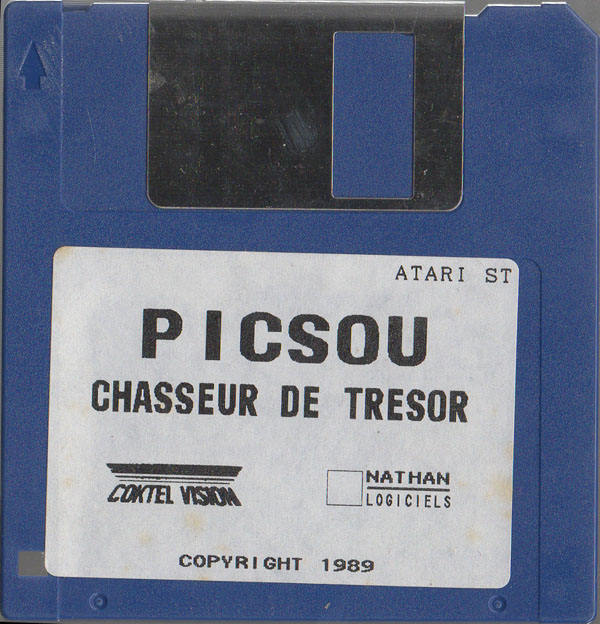 ATARI ST
PICSOU
CHASSEUR DE TRESOR
COKTEL VISION
NATHAN
LOGICIELS
COPYRIGHT 1989